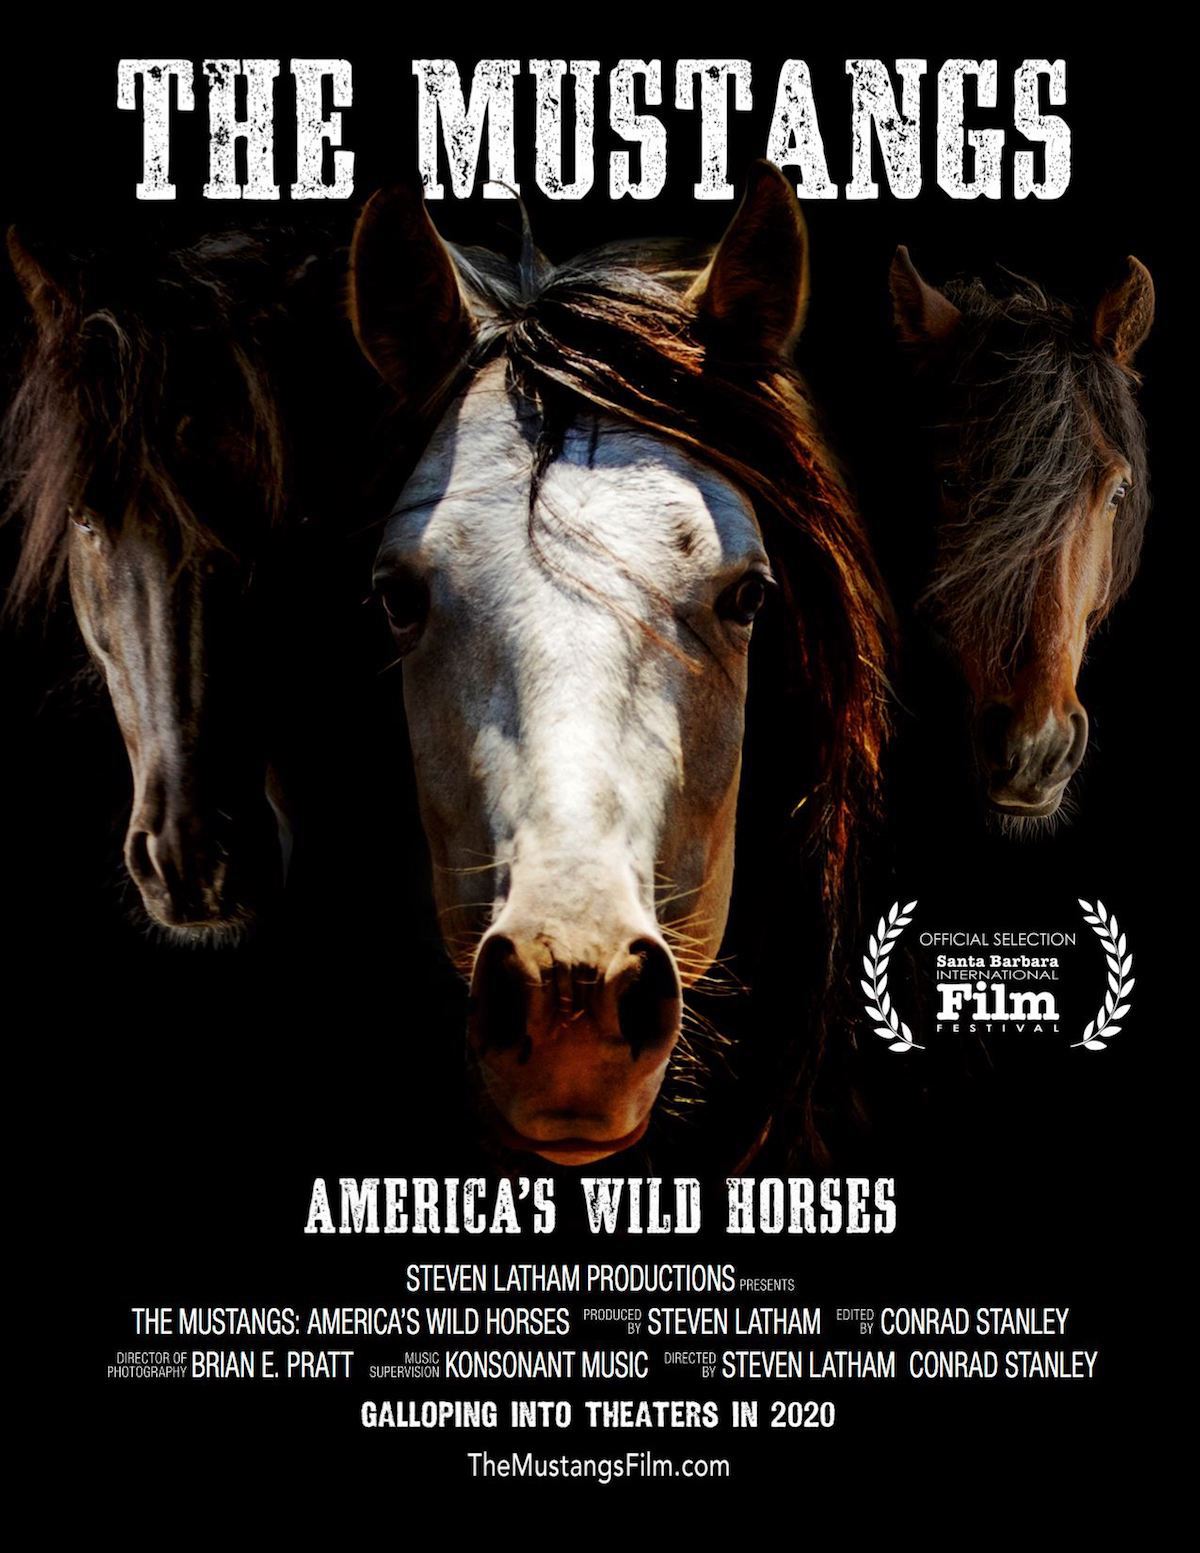 THE MUSTANGS
OFFICIAL SELECTION
Santa Barbara
INTERNATIONAL
Film
FESTIVAL
AMERICA'S WILD HORSES
STEVEN LATHAM PRODUCTIONS PRESENTS
THE MUSTANGS: AMERICA'S WILD HORSES PRODUCED BY STEVEN LATHAM EDITED BY CONRAD STANLEY
DIRECTOR OF PHOTOGRAPHY BRIAN E. PRATT MUSIC SUPERVISION KONSONANT MUSIC DIRECTED BY STEVEN LATHAM CONRAD STANLEY
GALLOPING INTO THEATERS IN 2020
TheMustangsFilm.com